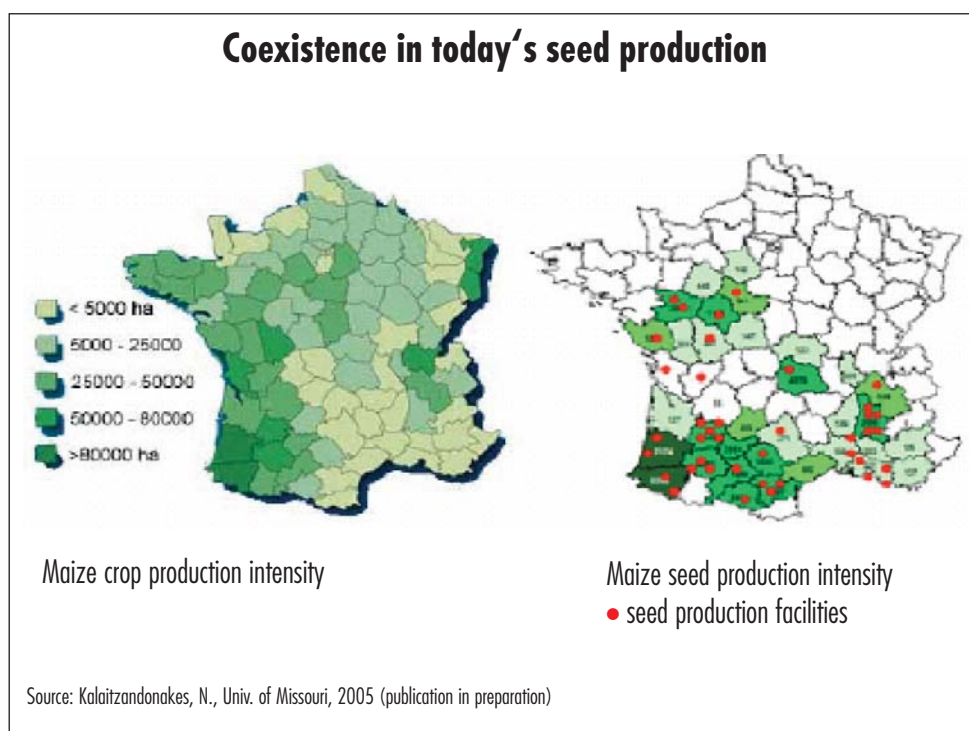 Coexistence in today‘s seed production
< 5000 ha
5000 - 25000
25000 - 50000
50000 - 80000
>80000 ha
Maize crop production intensity
Maize seed production intensity
● seed production facilities
Source: Kalaitzandonakes, N., Univ. of Missouri, 2005 (publication in preparation)